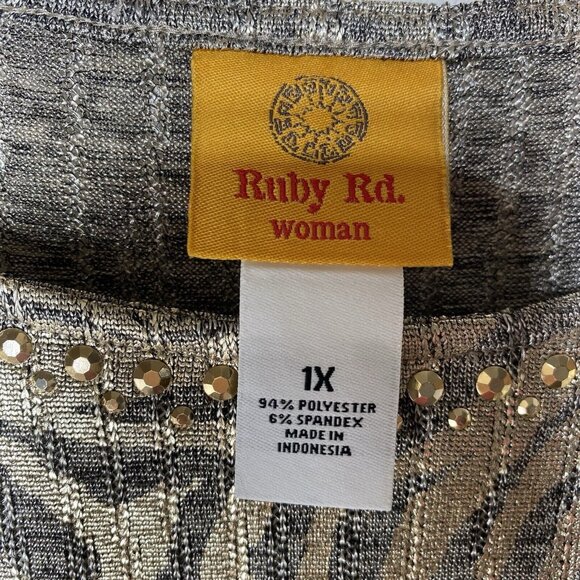 Ruby Rd.
woman
1X
94% POLYESTER
6% SPANDEX
MADE IN
INDONESIA